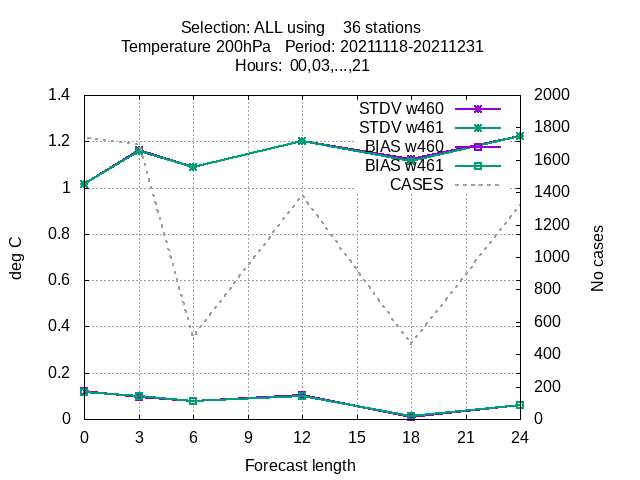 Selection: ALL using 36 stations
Temperature 200hPa Period: 20211118-20211231
Hours: 00,03,...,21
1.4 2000
STDV w460
STDV w461
BIAS w460
BIAS w461
CASES
1.2
1
0.8
0.6
0.4
0.2
0
1800
1600
1400
1200
1000
800
600
400
200
0
deg C
No cases
0 3 6 9 12 15 18 21 24
Forecast length